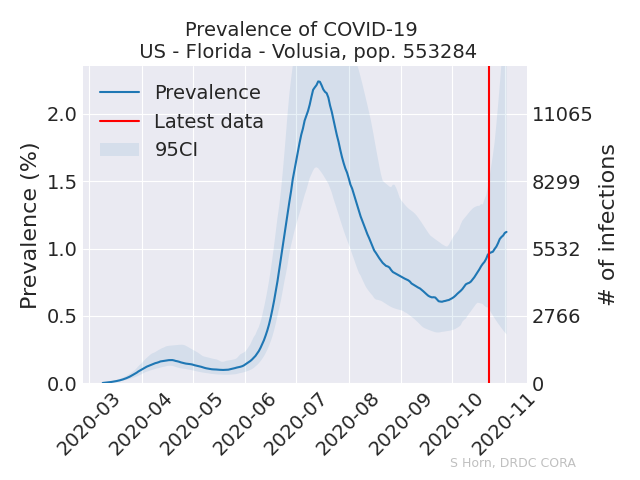 Prevalence of COVID-19
US - Florida - Volusia, pop. 553284
Prevalence
Latest data
95CI
Prevalence (%)
2.0
1.5
1.0
0.5
0.0
11065
8299
5532
2766
0
# of infections
2020-03
2020-04
2020-05
2020-06
2020-07
2020-08
2020-09
2020-10
2020-11
S Horn, DRDC CORA